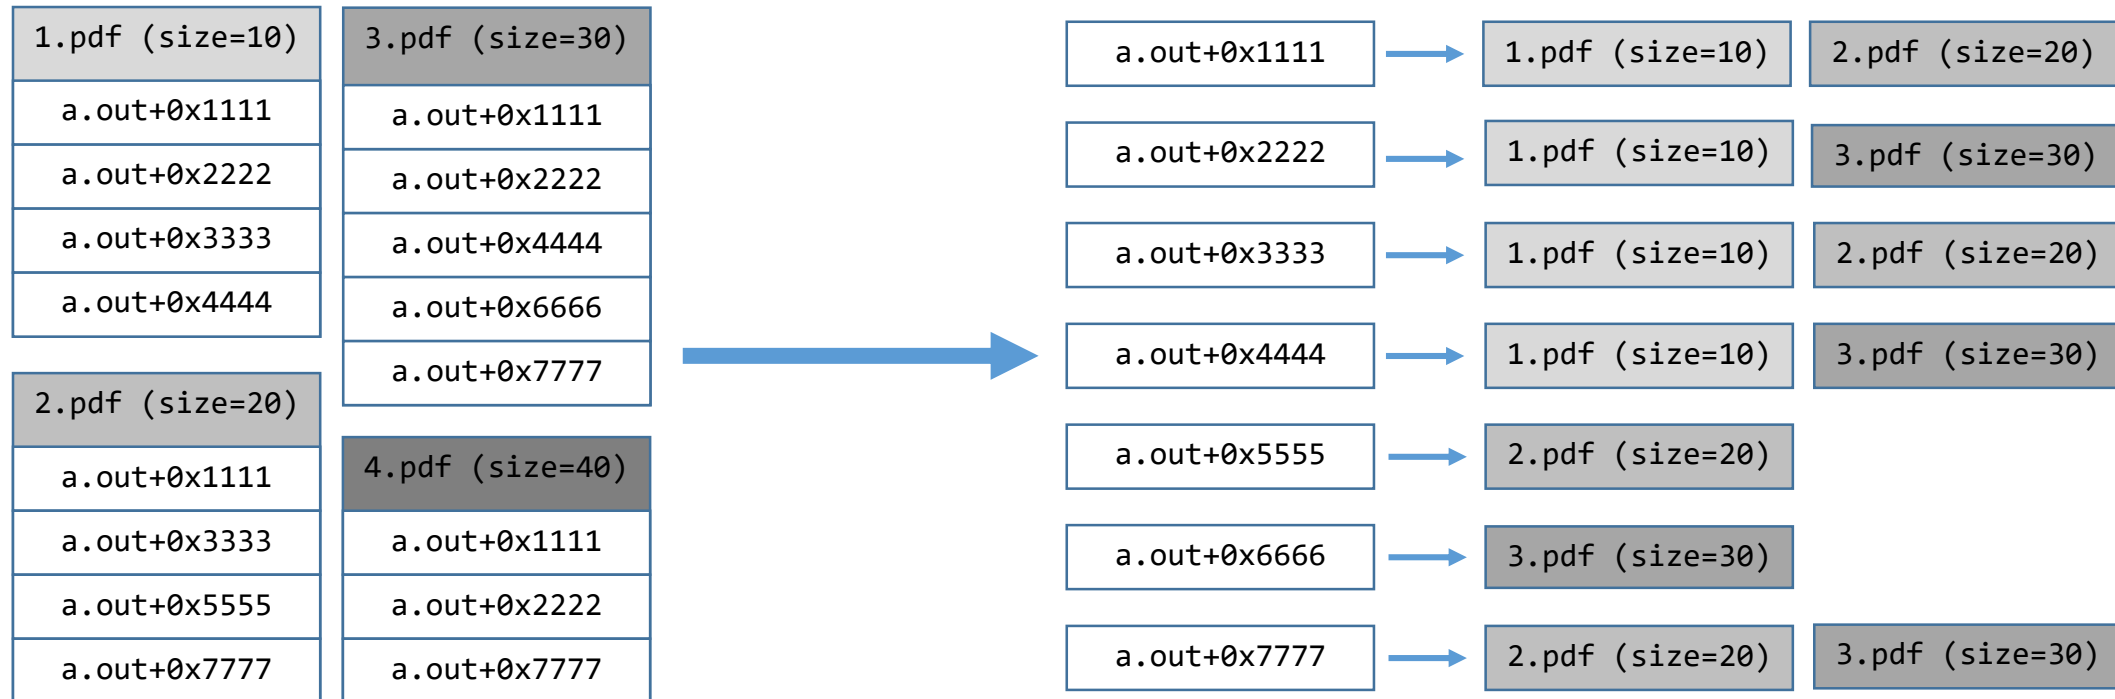 1.pdf (size=10)
a.out+0x1111
a.out+0x2222
a.out+0x3333
a.out+0x4444
2.pdf (size=20)
a.out+0x1111
a.out+0x3333
a.out+0x5555
a.out+0x7777
3.pdf (size=30)
a.out+0x1111
a.out+0x2222
a.out+0x4444
a.out+0x6666
a.out+0x7777
4.pdf (size=40)
a.out+0x1111
a.out+0x2222
a.out+0x7777
a.out+0x1111 1.pdf (size=10) 2.pdf (size=20)
a.out+0x2222 1.pdf (size=10) 3.pdf (size=30)
a.out+0x3333 1.pdf (size=10) 2.pdf (size=20)
a.out+0x4444 1.pdf (size=10) 3.pdf (size=30)
a.out+0x5555 2.pdf (size=20)
a.out+0x6666 3.pdf (size=30)
a.out+0x7777 2.pdf (size=20) 3.pdf (size=30)